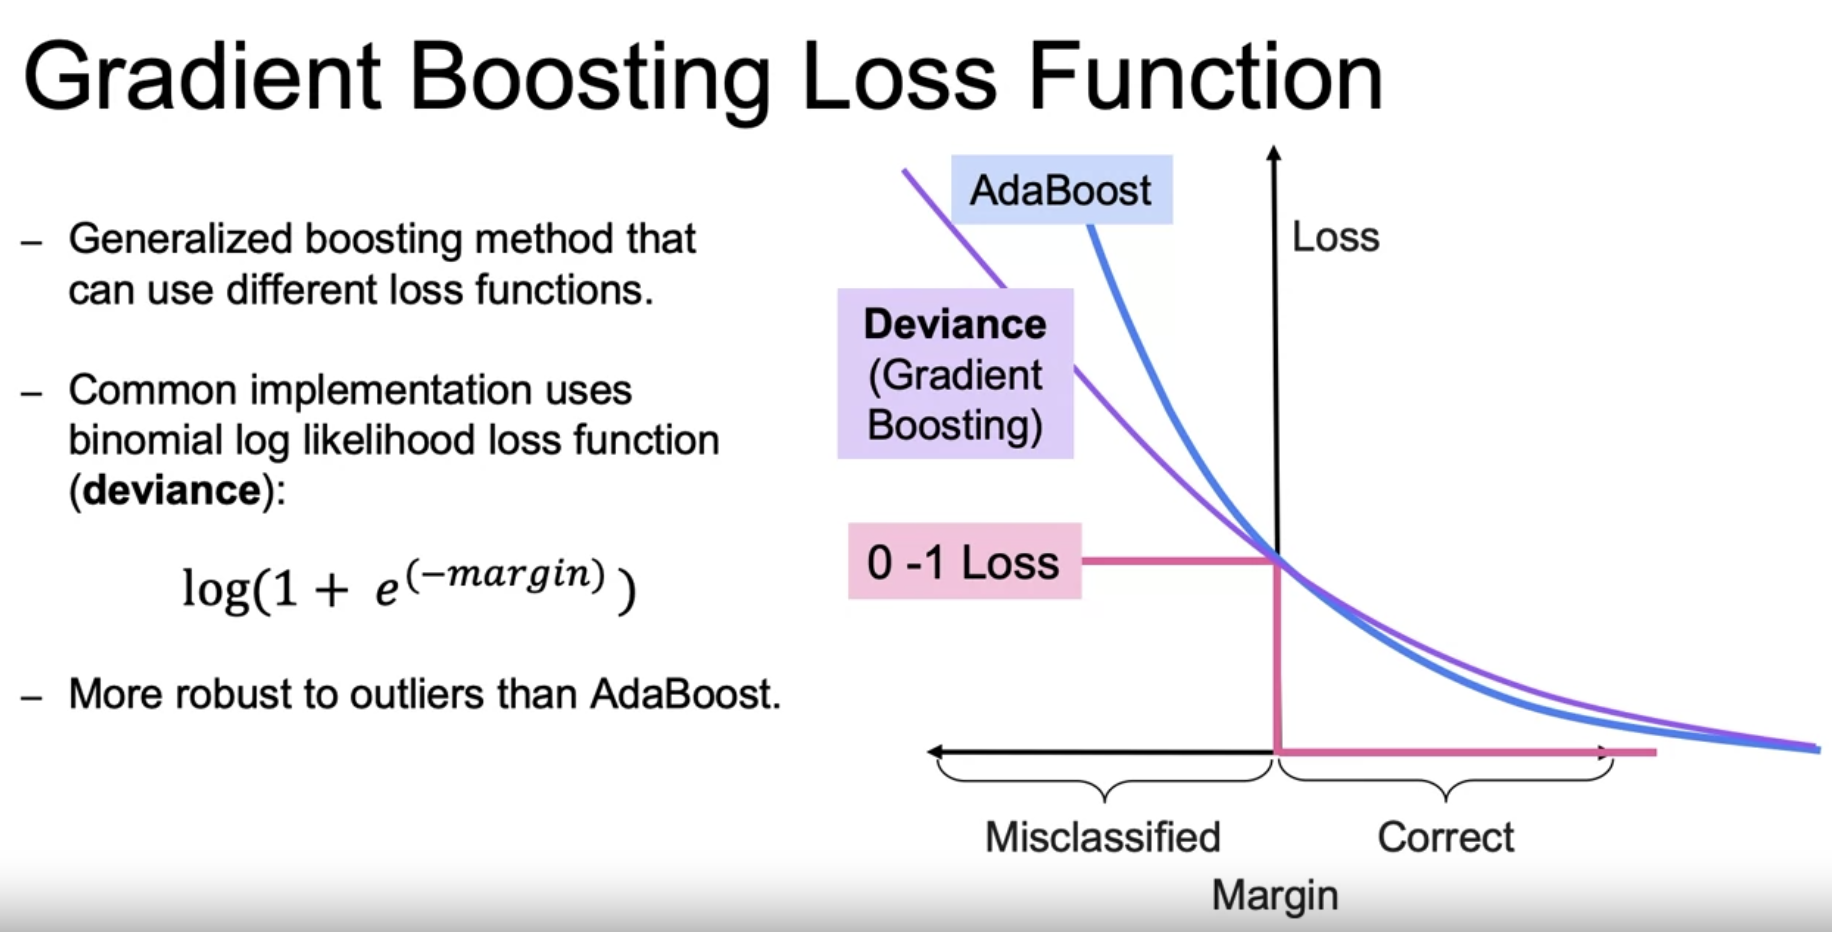 Gradient Boosting Loss Function
– Generalized boosting method that
can use different loss functions.
– Common implementation uses
binomial log likelihood loss function
(deviance):
log(1 + e^(−margin))
– More robust to outliers than AdaBoost.
AdaBoost
Loss
Deviance
(Gradient
Boosting)
0 -1 Loss
Misclassified
Correct
Margin